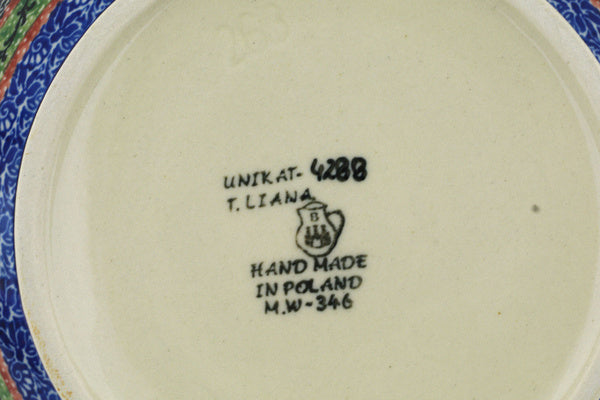 UNIKAT-4288
T. LIANA
B
HAND MADE
IN POLAND
M.W-346